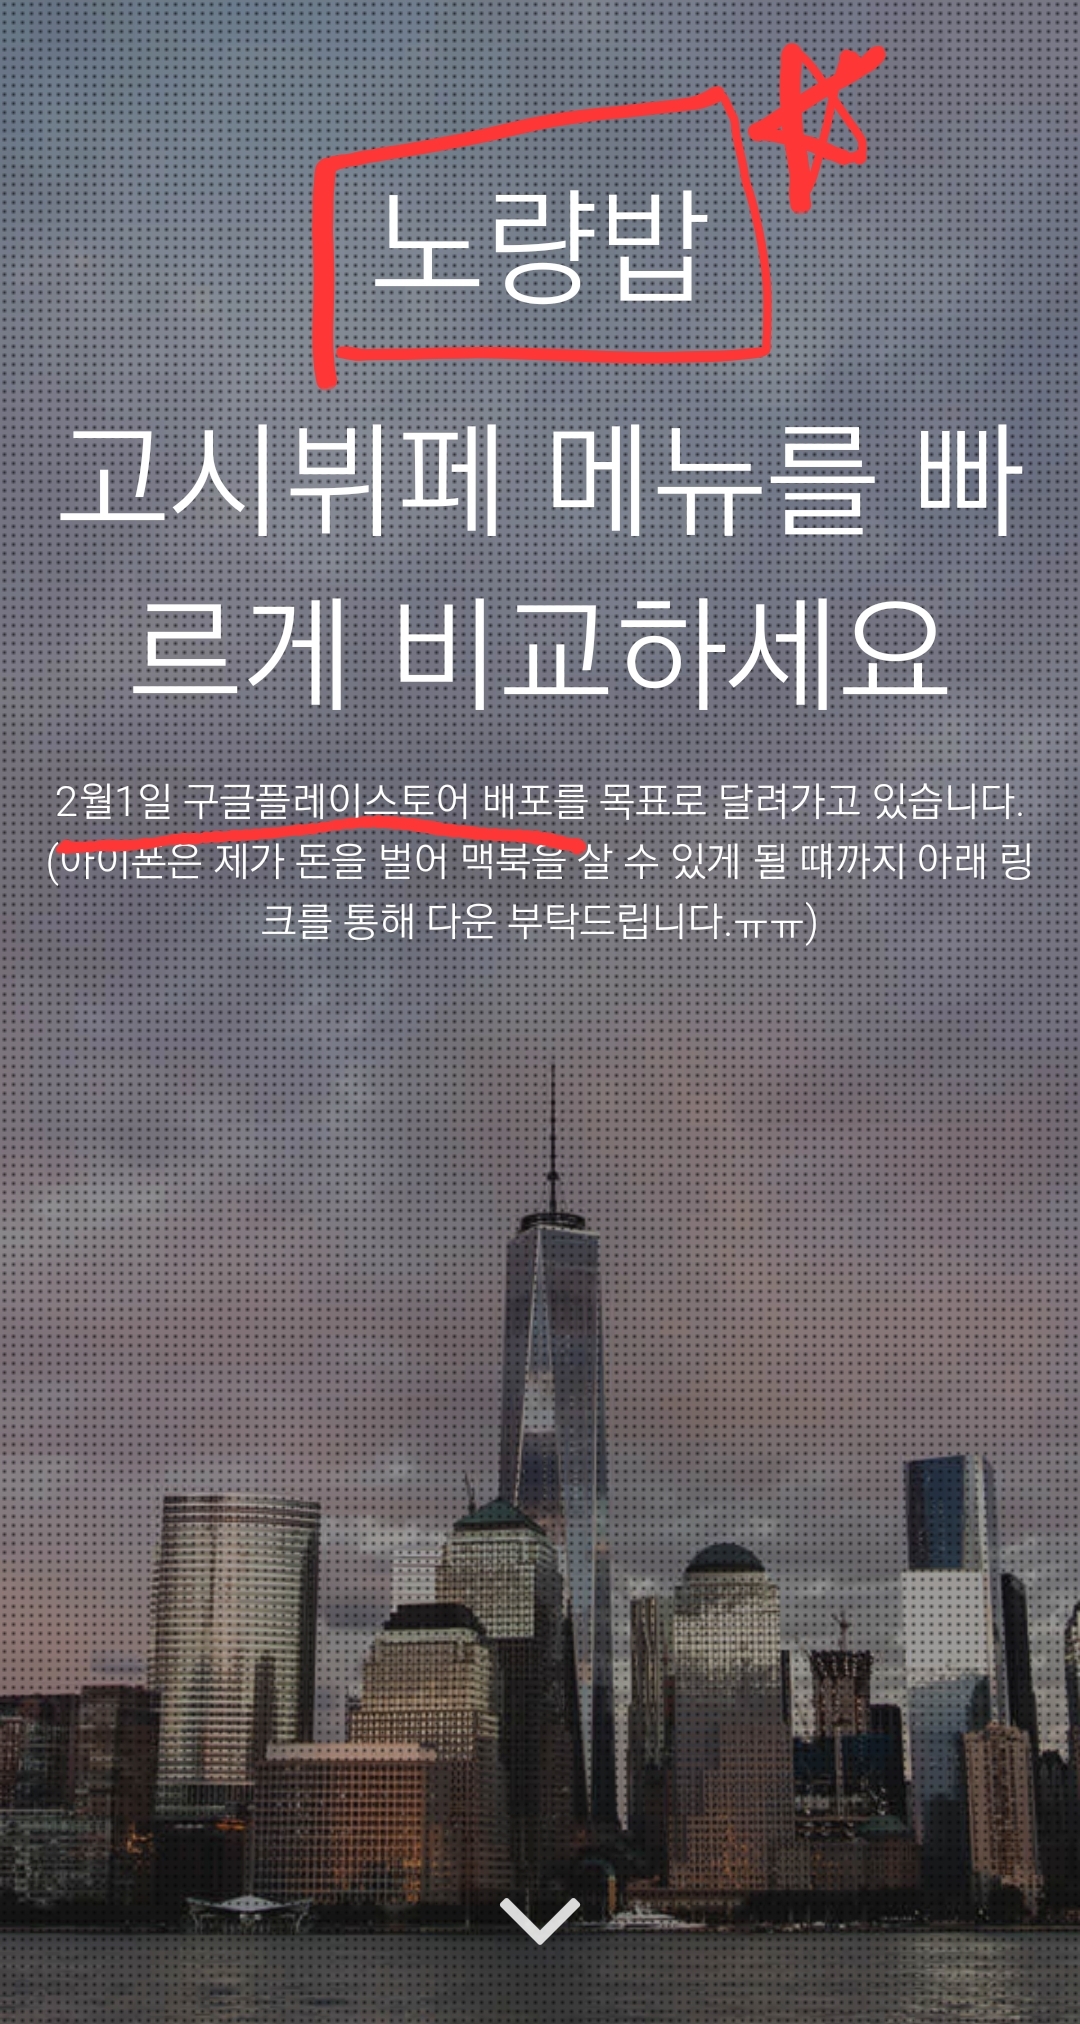 노량밥
고시뷔페 메뉴를 빠
르게 비교하세요
2월1일 구글플레이스토어 배포를 목표로 달려가고 있습니다.
(아이폰은 제가 돈을 벌어 맥북을 살 수 있게 될 떄까지 아래 링
크를 통해 다운 부탁드립니다.ㅠㅠ)